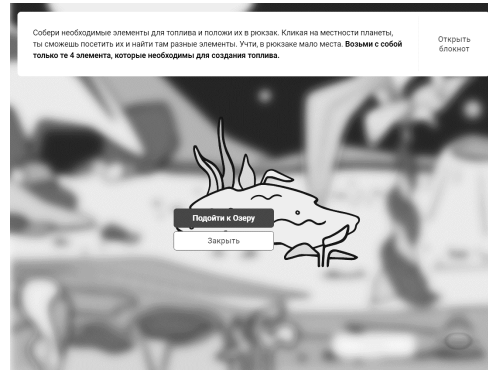 Собери необходимые элементы для топлива и положи их в рюкзак. Кликая на местности планеты,
ты сможешь посетить их и найти там разные элементы. Учти, в рюкзаке мало места. Возьми с собой
только те 4 элемента, которые необходимы для создания топлива.
Открыть
блокнот
Подойти к Озеру
Закрыть